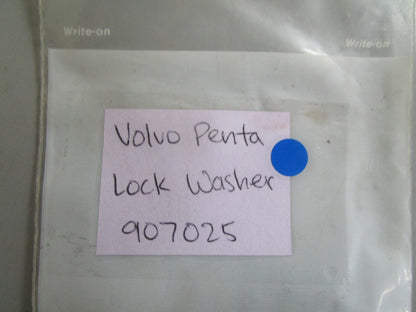 Write-on
Write-on
Volvo Penta
Lock Washer
907025